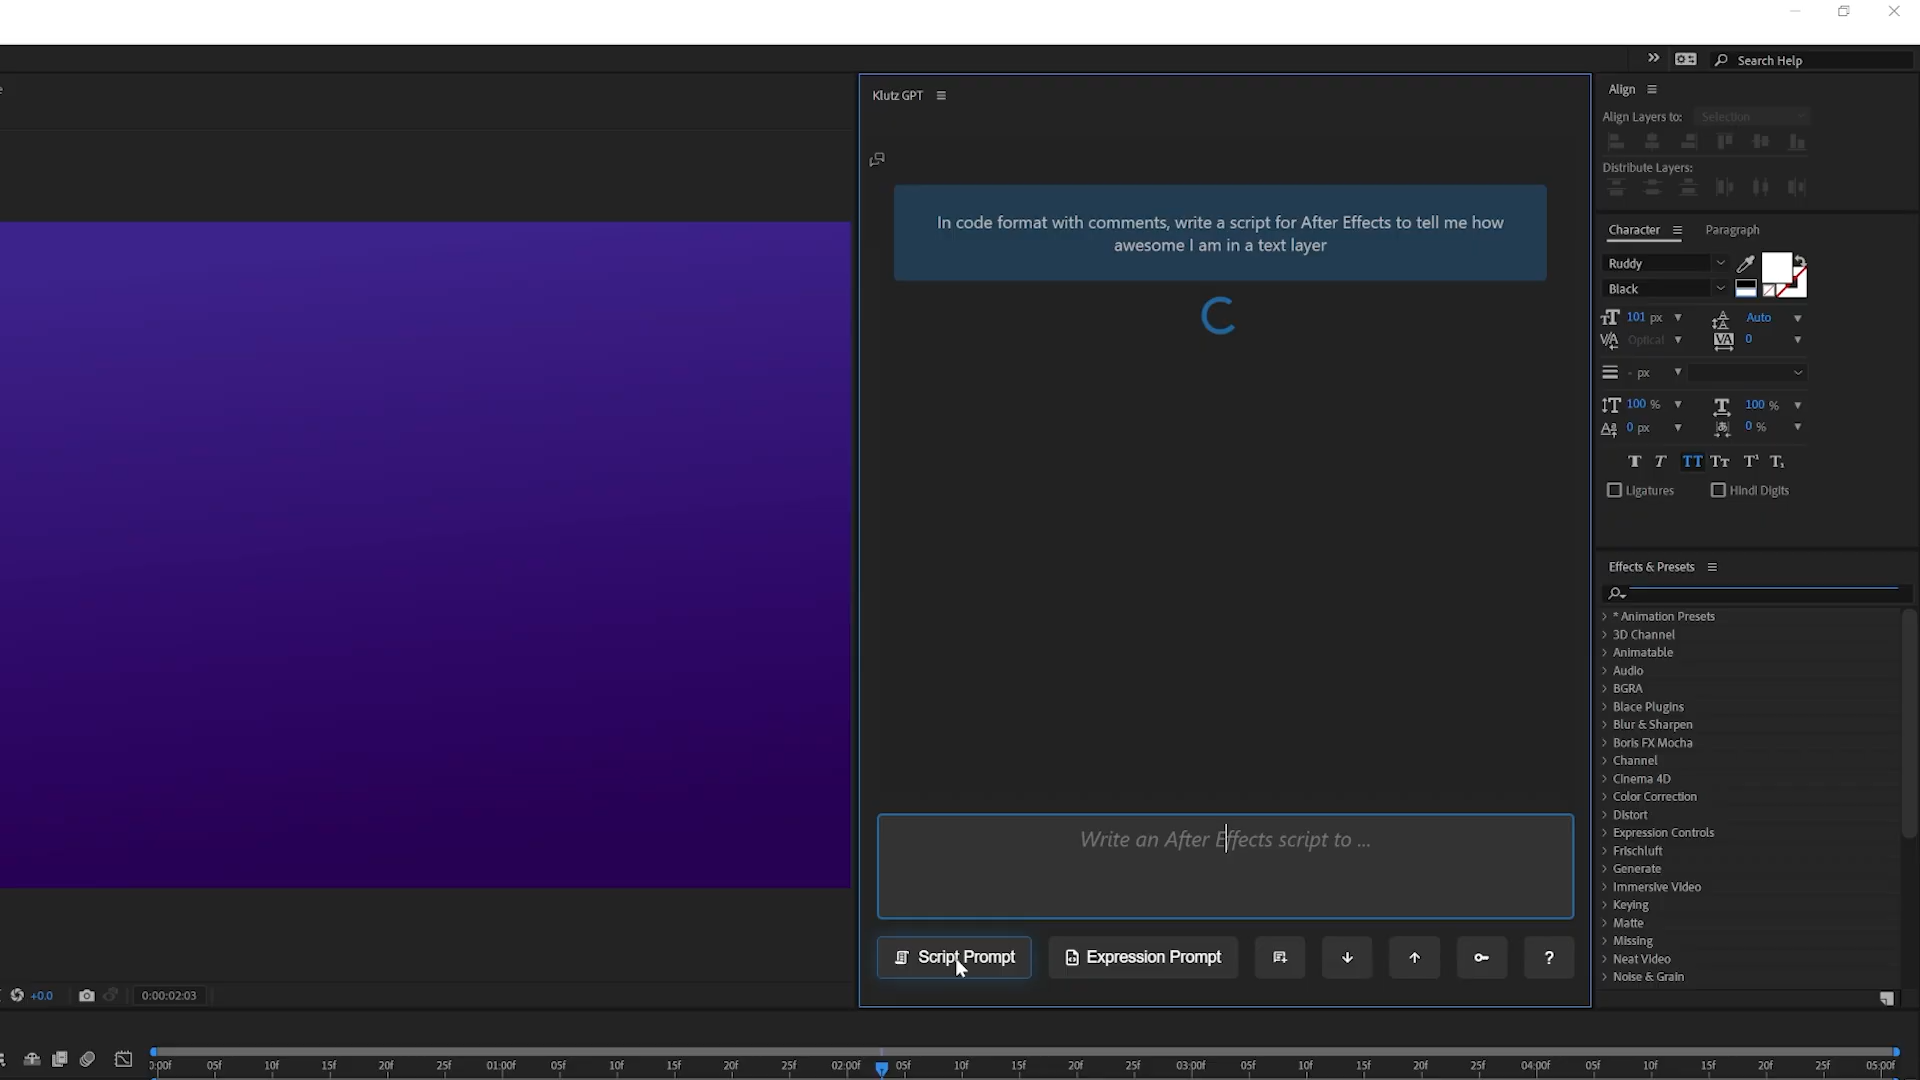 Search Help
Klutz GPT
Align
Align Layers to: Selection
Distribute Layers:
In code format with comments, write a script for After Effects to tell me how
awesome I am in a text layer
Character Paragraph
Ruddy
Black
101 px Auto
Optical 0
- px
100 % 100 %
0 px 0 %
Ligatures Hindi Digits
Effects & Presets
* Animation Presets
3D Channel
Animatable
Audio
BGRA
Blace Plugins
Blur & Sharpen
Boris FX Mocha
Channel
Cinema 4D
Color Correction
Distort
Expression Controls
Frischluft
Generate
Immersive Video
Keying
Matte
Missing
Neat Video
Noise & Grain
Write an After Effects script to ...
Script Prompt Expression Prompt ?
+0.0 0:00:02:03
0:00f 05f 10f 15f 20f 25f 01:00f 05f 10f 15f 20f 25f 02:00f 05f 10f 15f 20f 25f 03:00f 05f 10f 15f 20f 25f 04:00f 05f 10f 15f 20f 25f 05:00f